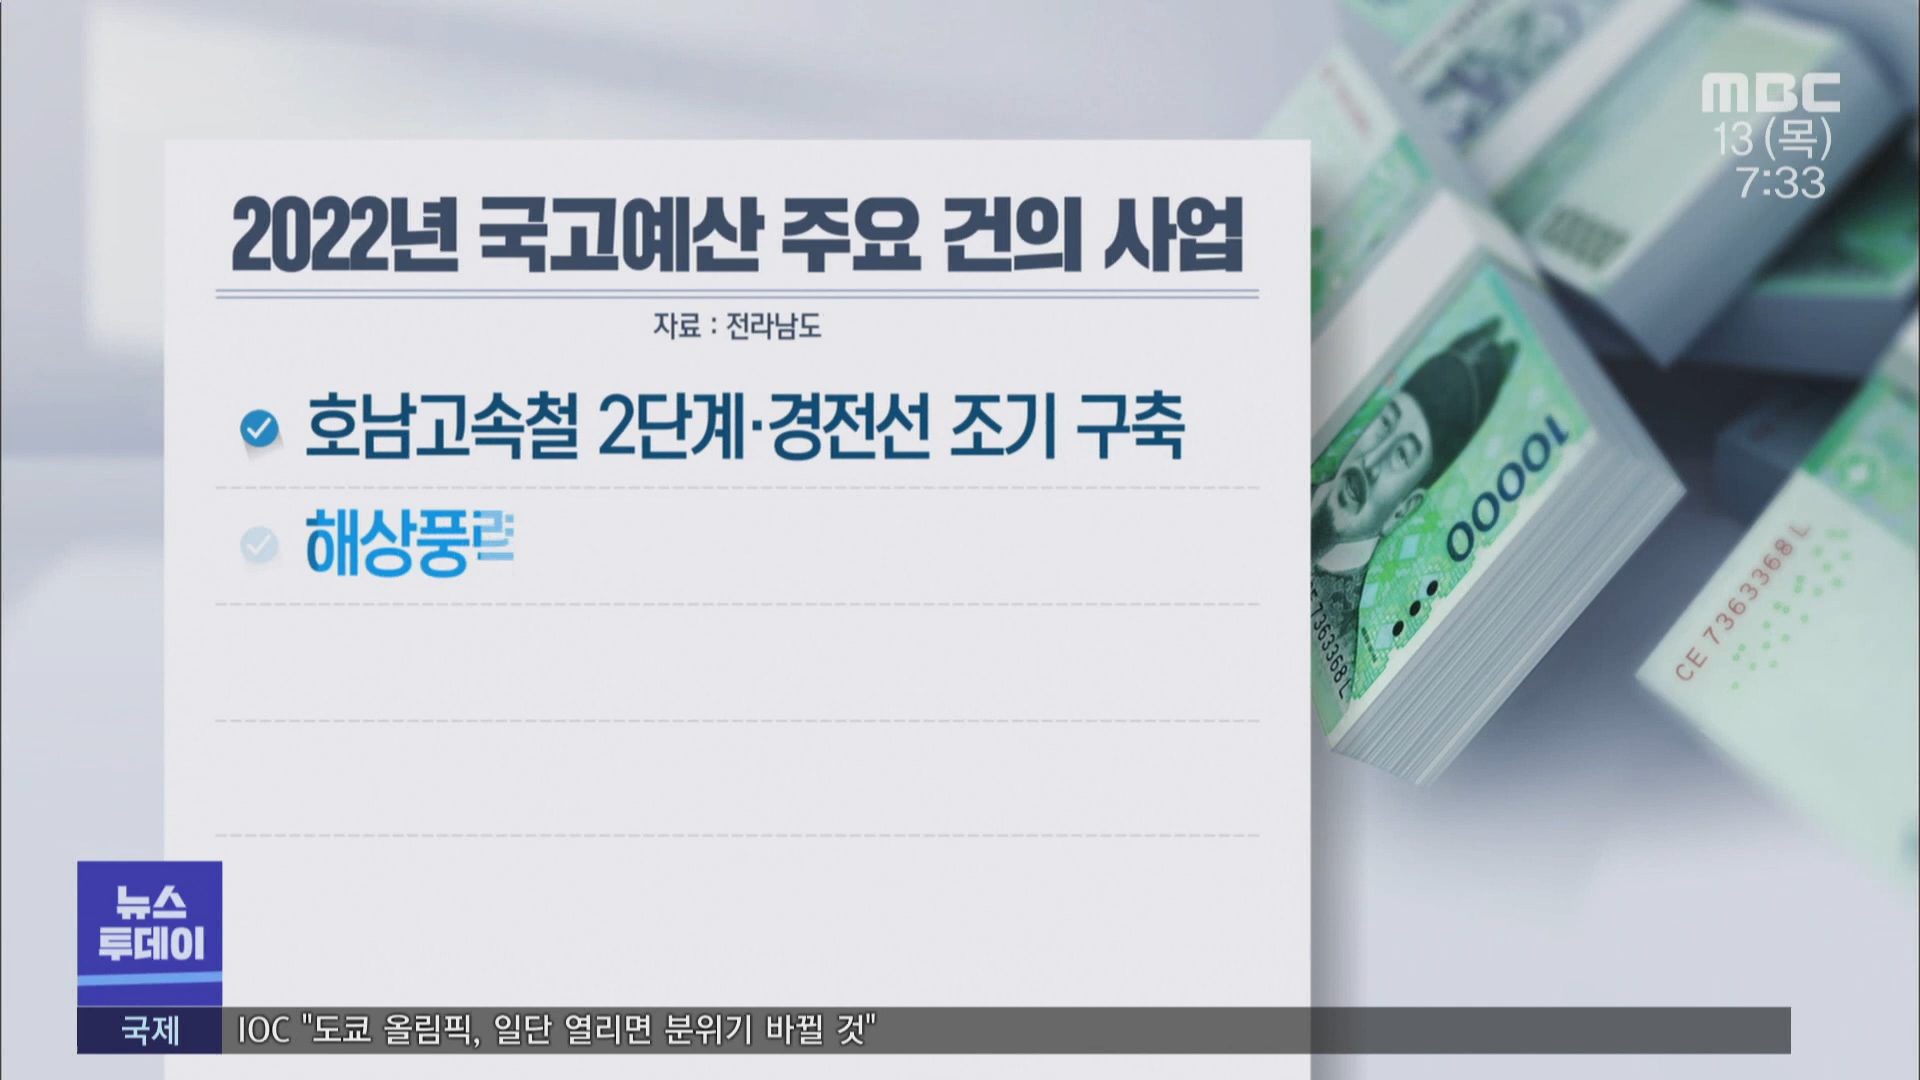 MBC
13 (목)
7:33
2022년 국고예산 주요 건의 사업
자료 : 전라남도
호남고속철 2단계·경전선 조기 구축
해상풍
10000
CE 7363368 L
뉴스
투데이
국제 IOC "도쿄 올림픽, 일단 열리면 분위기 바뀔 것"